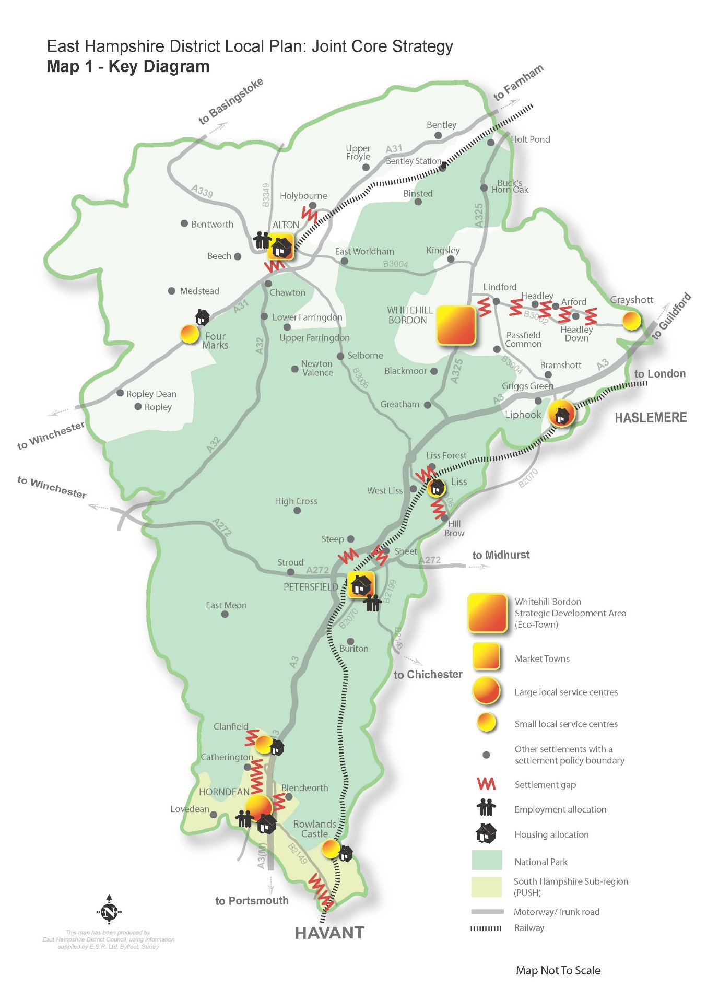 East Hampshire District Local Plan: Joint Core Strategy
Map 1 - Key Diagram
to Basingstoke
to Farnham
Bentley
Holt Pond
Upper
Froyle
A31
Bentley Station
Buck's
Horn Oak
A339
B3349
Holybourne
Binsted
A325
Bentworth
ALTON
Beech
East Worldham
Kingsley
B3004
Medstead
Chawton
Lindford
Headley
Arford
Grayshott
A31
WHITEHILL
BORDON
B3002
to Guildford
Lower Farringdon
Upper Farringdon
Four
Marks
Headley
Down
Passfield
Common
A32
Selborne
Newton
Valence
B3006
Blackmoor
A325
B3004
Bramshott
A3
to London
Ropley Dean
Ropley
Greatham
Griggs Green
A3
Liphook
HASLEMERE
to Winchester
A32
Liss Forest
to Winchester
West Liss
Liss
B2070
06
High Cross
Hill
Brow
A272
Steep
Sheet
to Midhurst
A272
Stroud
A272
PETERSFIELD
B2199
East Meon
B2070
B2146
Buriton
A3
to Chichester
Clanfield
A3
Catherington
HORNDEAN
Blendworth
Lovedean
Rowlands
Castle
A3(M)
B2149
to Portsmouth
HAVANT
Whitehill Bordon
Strategic Development Area
(Eco-Town)
Market Towns
Large local service centres
Small local service centres
Other settlements with a
settlement policy boundary
Settlement gap
Employment allocation
Housing allocation
National Park
South Hampshire Sub-region
(PUSH)
Motorway/Trunk road
Railway
N
This map has been produced by
East Hampshire District Council, using information
supplied by E.S.R. Ltd, Byfleet, Surrey
Map Not To Scale